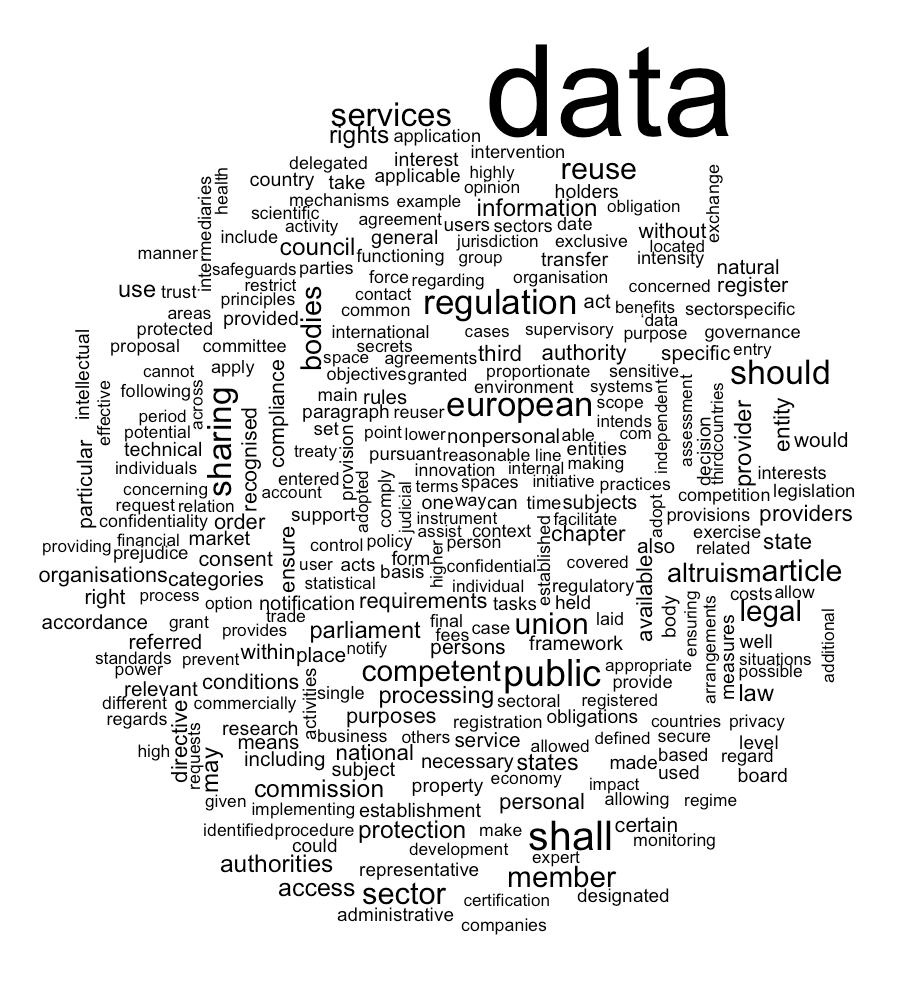 data
services
rights application
intervention
delegated interest
reuse
country take applicable highly
health
opinion holders
mechanisms example
intermediaries
exchange
scientific agreement information obligation
activity users sectors date
without
include council general jurisdiction exclusive located
manner functioning group transfer intensity
safeguards parties natural
restrict force regarding organisation
use trust principles contact regulation act concerned register
areas provided bodies common benefits sectorspecific
protected international cases supervisory 'data
purpose governance
proposal committee secrets
space agreements third authority specific entry
intellectual
cannot apply objectives granted proportionate sensitive should
following across compliance environment systems
effective
main rules european scope
period sharing paragraph reuser independent assessment thirdcountries provider entity
potential recognised set point lower nonpersonal able intends com decision would
technical treaty provision pursuant reasonable line entities
particular
individuals innovation internal making interests
concerning entered terms spaces initiative practices legislation
request relation account adopted comply judicial one way can time subjects adopt competition
confidentiality order support instrument facilitate provisions providers
financial market assist context chapter exercise
providing prejudice control policy person established also related state
consent ensure form
organisations categories user acts basis higher confidential covered available altruism article
statistical individual regulatory
right process option notification requirements tasks held body ensuring costs allow
accordance grant trade final union laid arrangements legal
provides parliament fees case measures additional
referred within place notify persons framework well
standards prevent competent public appropriate situations
power provide possible
relevant conditions activities single processing sectoral registered law
different commercially
regards directive purposes registration obligations countries privacy
research business others service allowed defined secure
high requests means national level
may including necessary states made based regard
subject used board
commission property economy impact
given implementing establishment personal allowing regime
identified procedure protection make shall certain
could development monitoring
authorities expert
representative member
access sector certification designated
administrative
companies